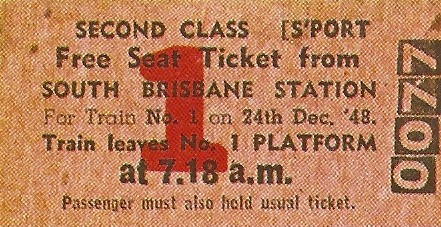 SECOND CLASS [S'PORT
Free Seat Ticket from
SOUTH BRISBANE STATION
For Train No. 1 on 24th Dec. '48.
Train leaves No. 1 PLATFORM
at 7.18 a.m.
Passenger must also hold usual ticket.
1
0077